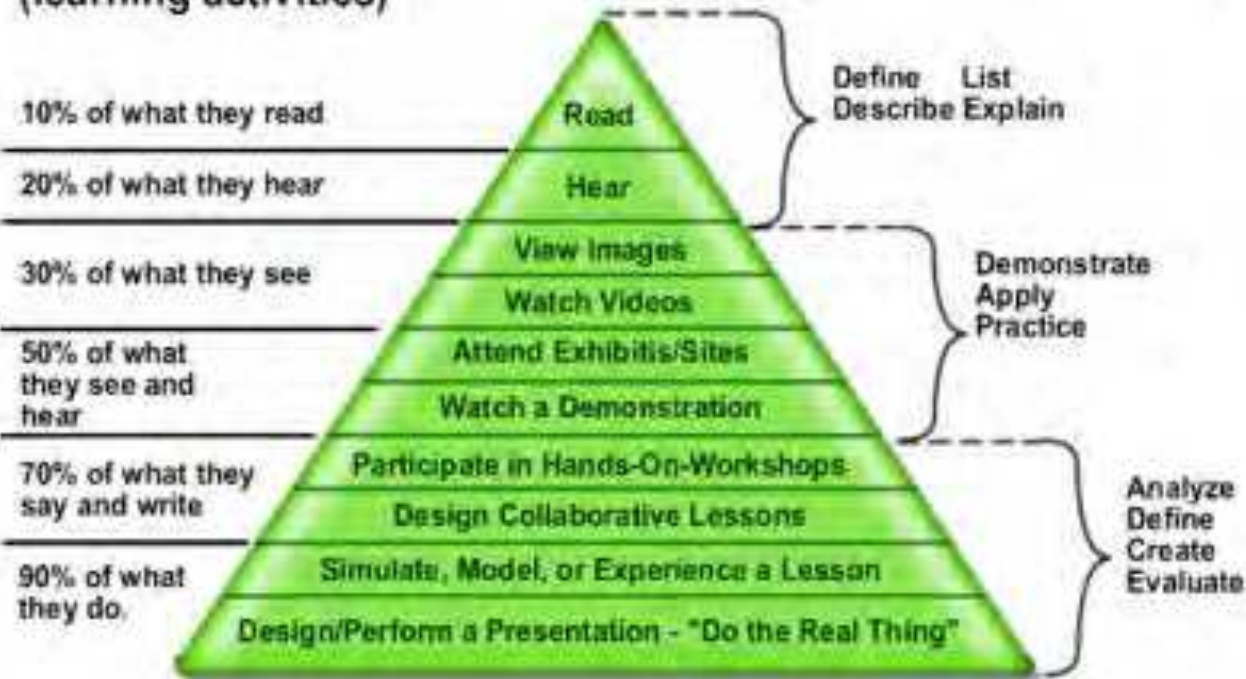 (learning activities)
10% of what they read
Read
Define List
Describe Explain
20% of what they hear
Hear
30% of what they see
View Images
Watch Videos
Demonstrate
Apply
Practice
50% of what
they see and
hear
Attend Exhibitis/Sites
Watch a Demonstration
70% of what they
say and write
Participate in Hands-On-Workshops
Design Collaborative Lessons
Analyze
Define
Create
Evaluate
90% of what
they do.
Simulate, Model, or Experience a Lesson
Design/Perform a Presentation - "Do the Real Thing"